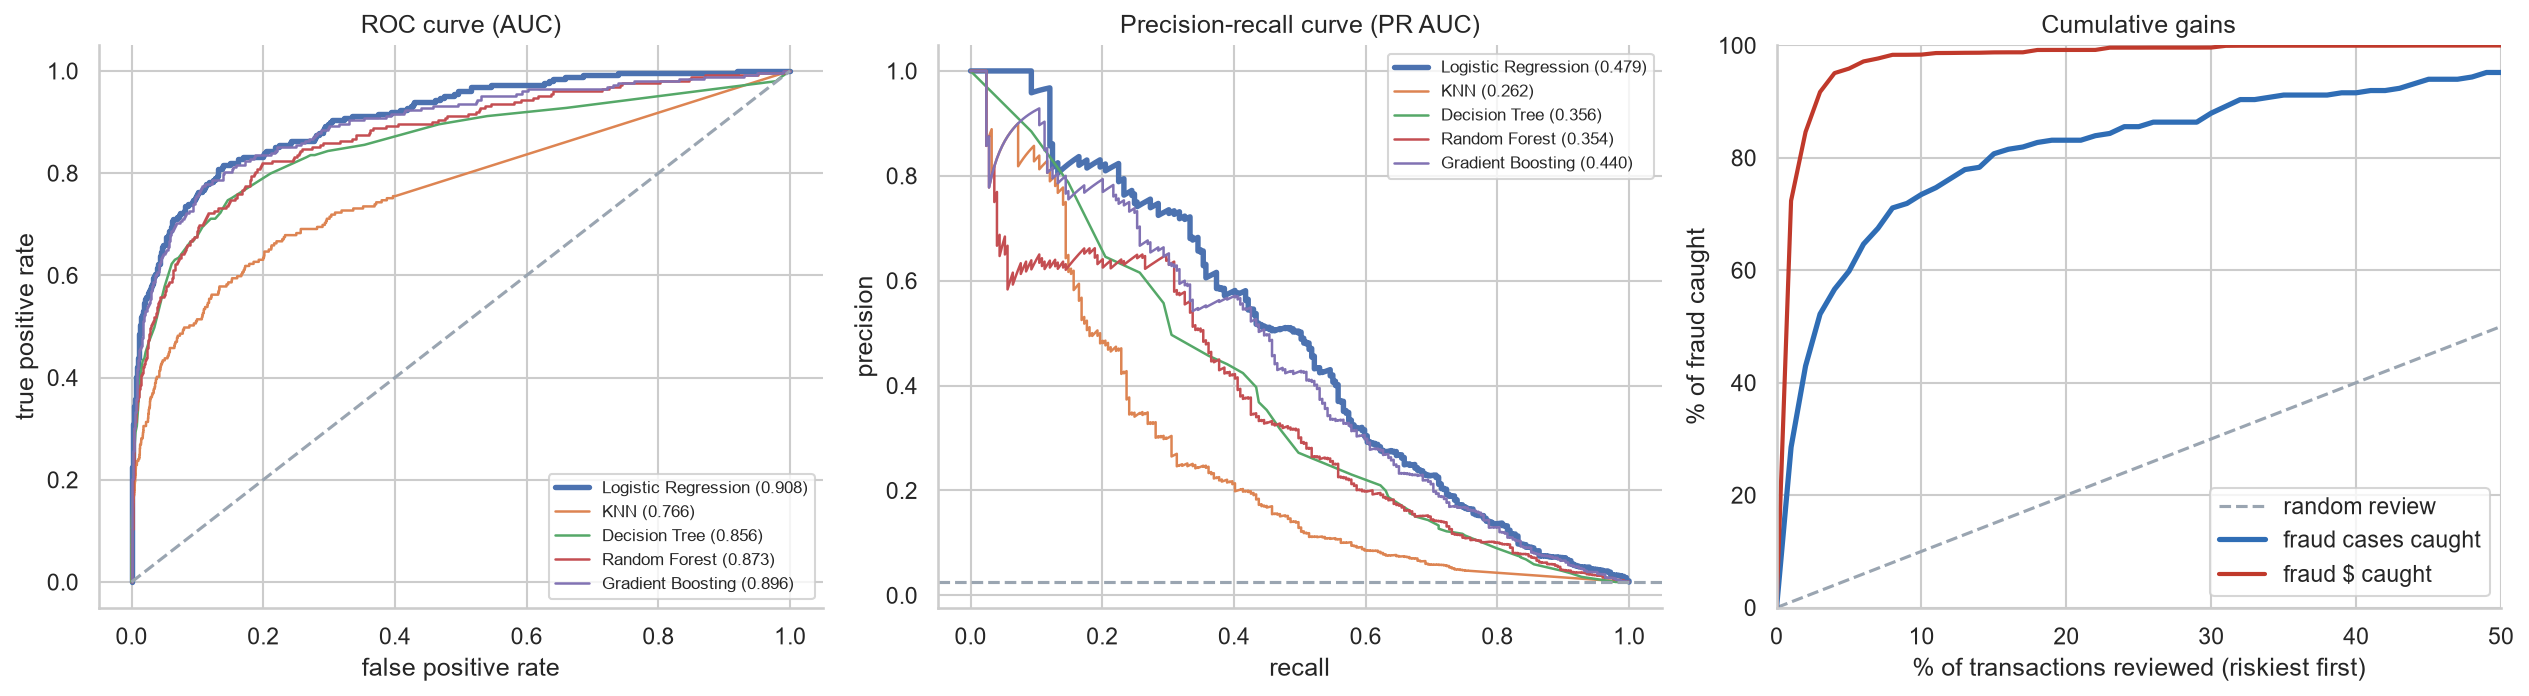 ROC curve (AUC)
1.0
0.8
0.6
0.4
0.2
0.0
true positive rate
0.0 0.2 0.4 0.6 0.8 1.0
false positive rate
Logistic Regression (0.908)
KNN (0.766)
Decision Tree (0.856)
Random Forest (0.873)
Gradient Boosting (0.896)
Precision-recall curve (PR AUC)
1.0
0.8
0.6
0.4
0.2
0.0
precision
0.0 0.2 0.4 0.6 0.8 1.0
recall
Logistic Regression (0.479)
KNN (0.262)
Decision Tree (0.356)
Random Forest (0.354)
Gradient Boosting (0.440)
Cumulative gains
100
80
60
40
20
0
% of fraud caught
0 10 20 30 40 50
% of transactions reviewed (riskiest first)
random review
fraud cases caught
fraud $ caught